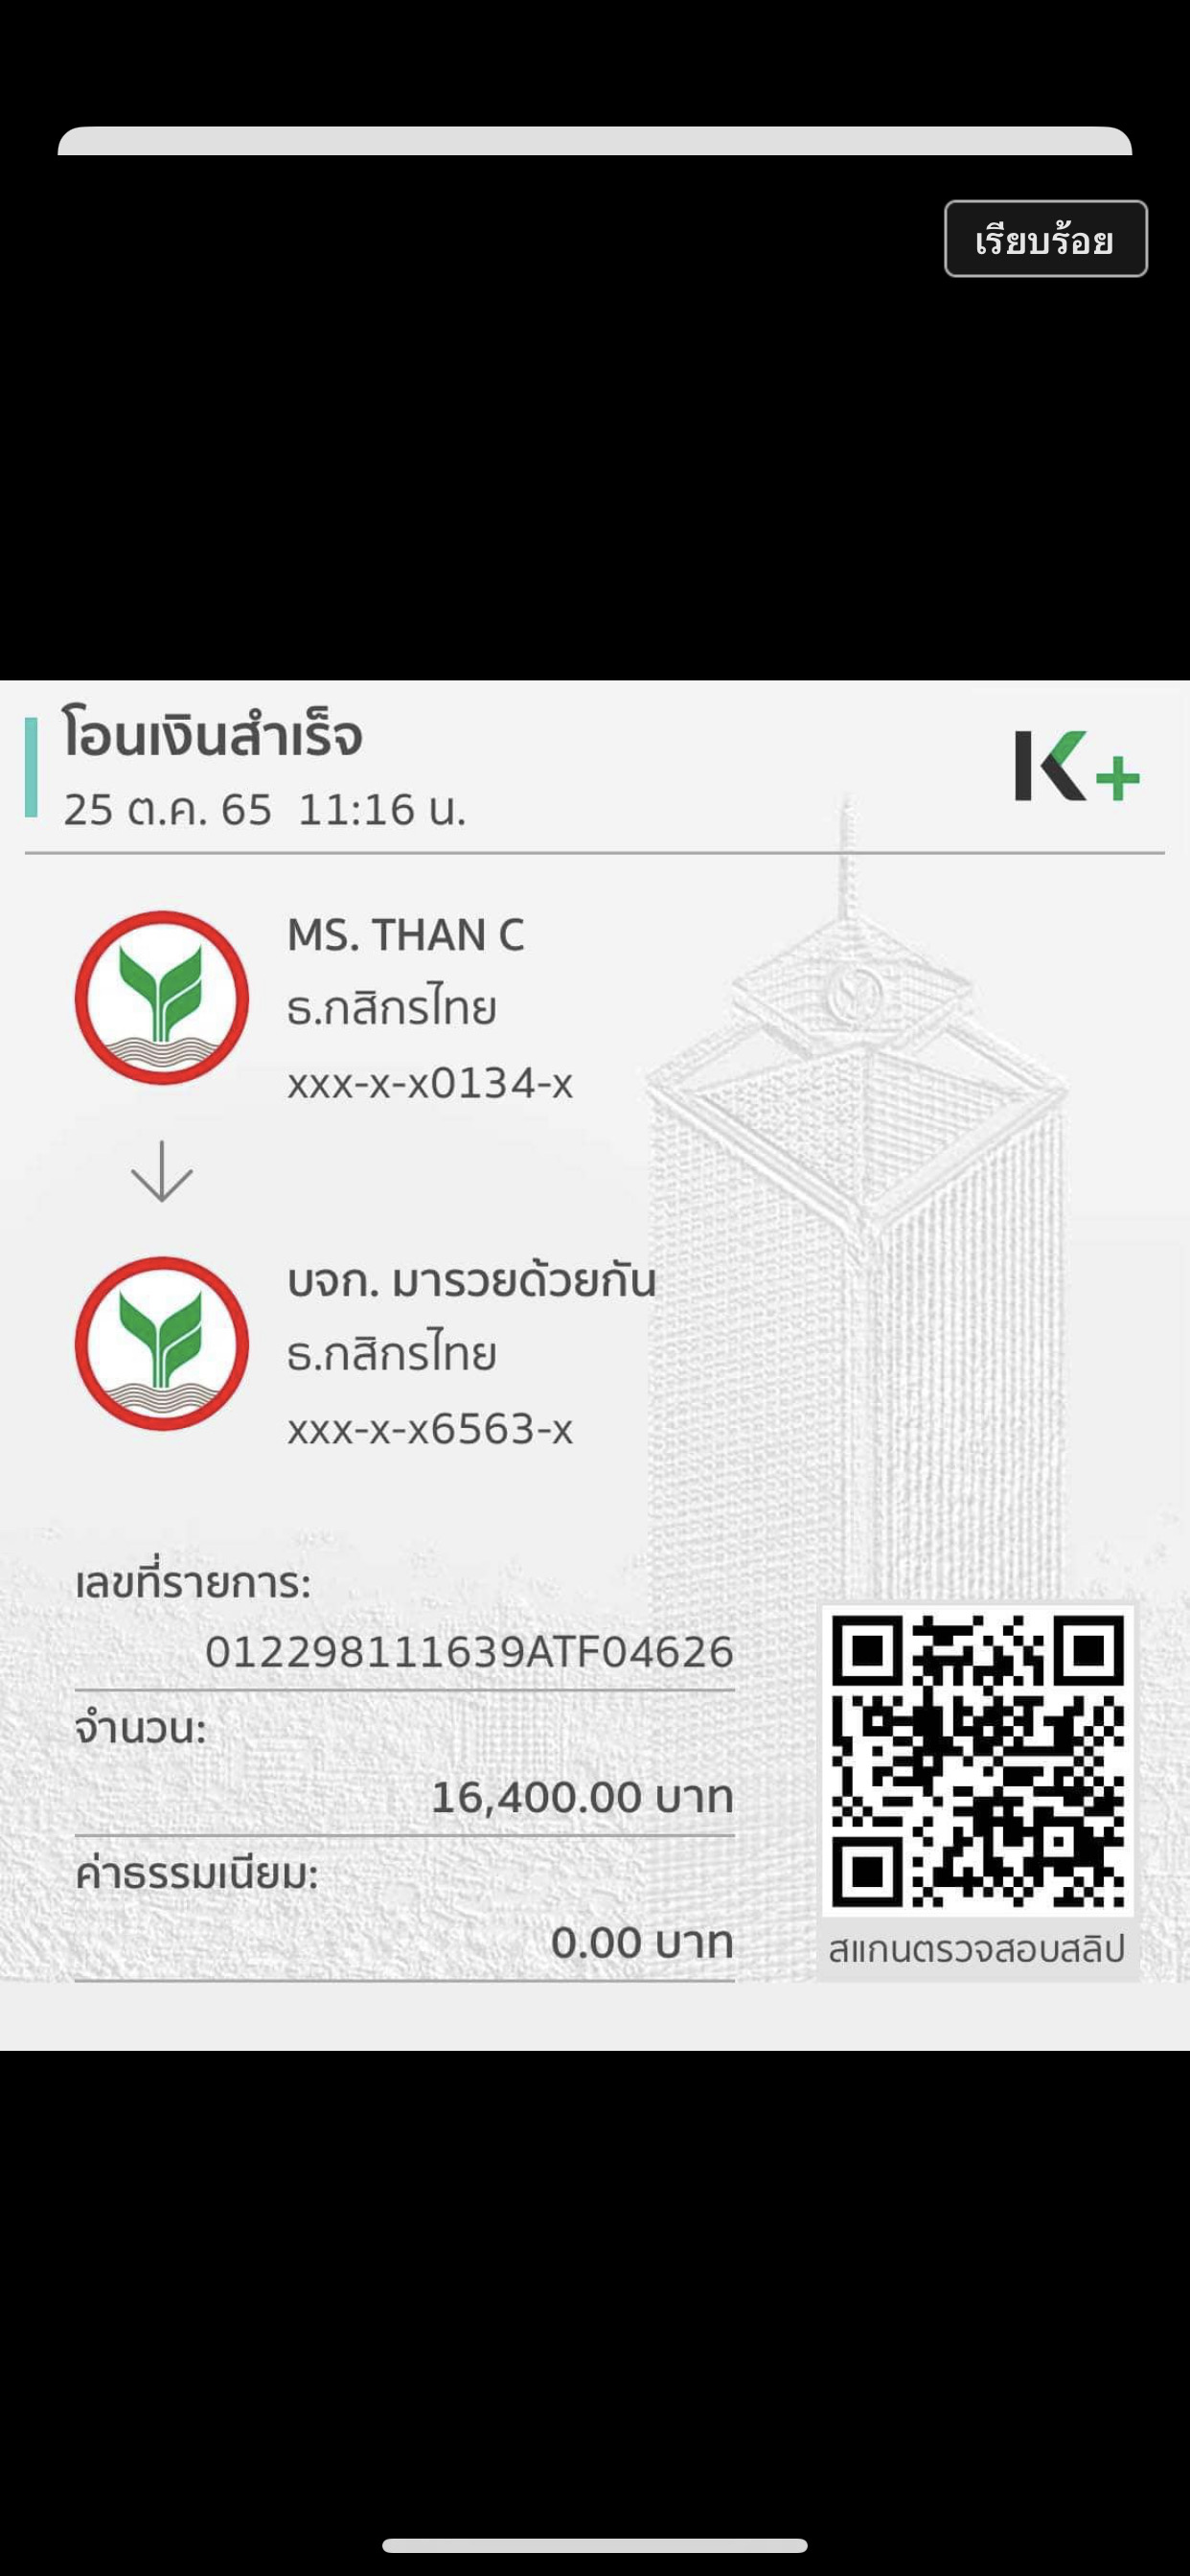 เรียบร้อย
โอนเงินสำเร็จ
25 ต.ค. 65  11:16 น.
K+
MS. THAN C
ธ.กสิกรไทย
xxx-x-x0134-x
บจก. มารวยด้วยกัน
ธ.กสิกรไทย
xxx-x-x6563-x
เลขที่รายการ:
012298111639ATF04626
จำนวน:
16,400.00 บาท
ค่าธรรมเนียม:
0.00 บาท
สแกนตรวจสอบสลิป